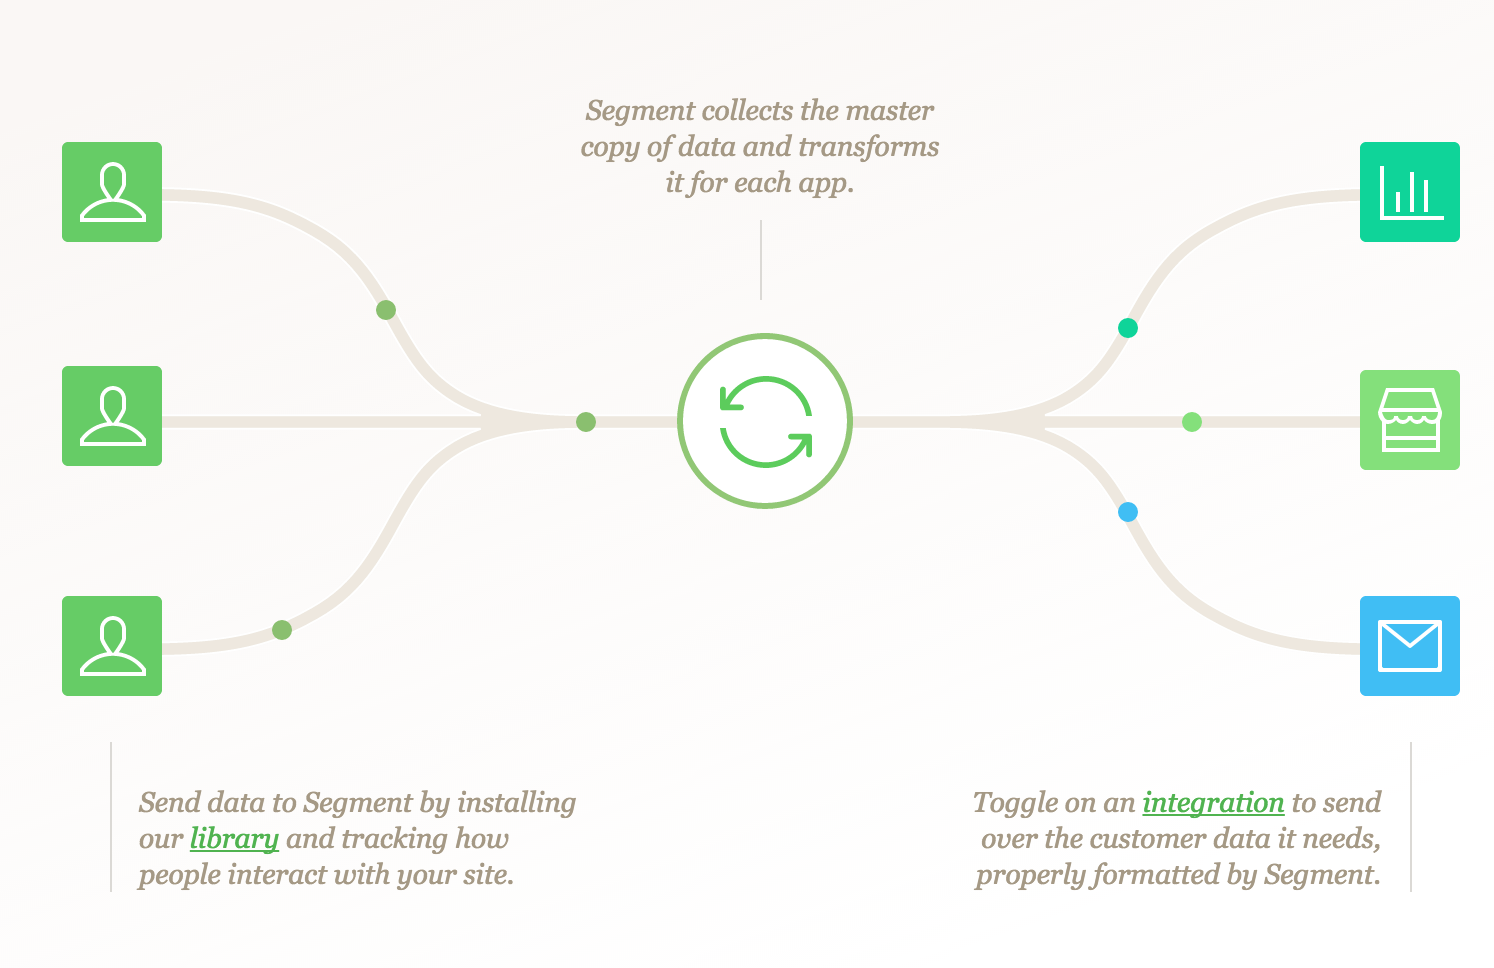 Segment collects the master
copy of data and transforms
it for each app.
Send data to Segment by installing
our library and tracking how
people interact with your site.
Toggle on an integration to send
over the customer data it needs,
properly formatted by Segment.